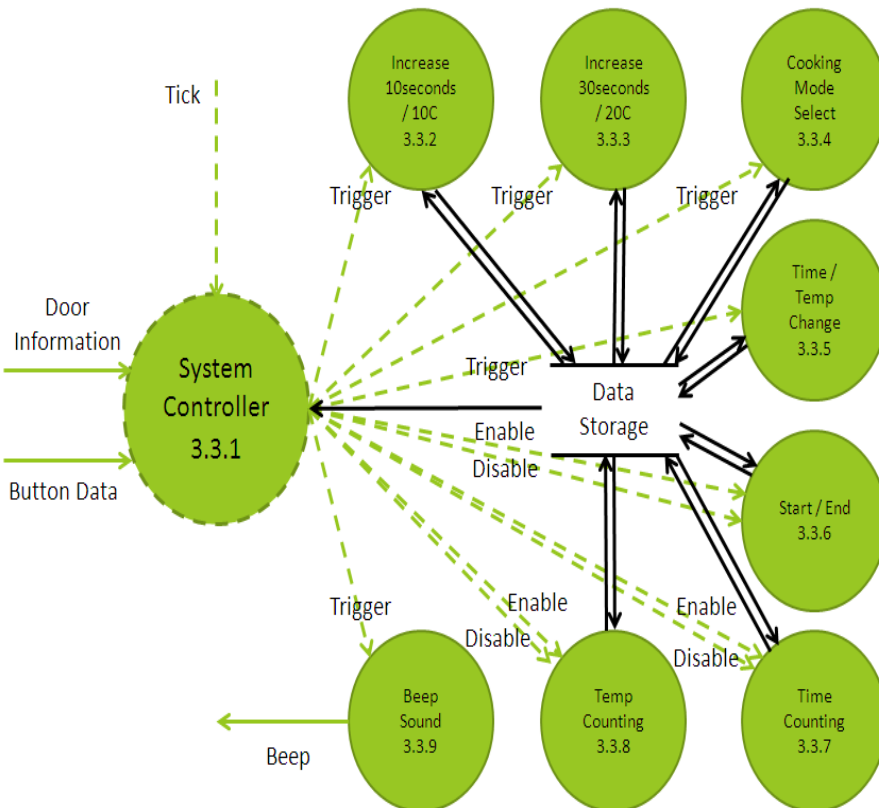 Increase
10seconds
/ 10C
3.3.2
Increase
30seconds
/ 20C
3.3.3
Cooking
Mode
Select
3.3.4
Tick
Trigger
Trigger
Trigger
Time /
Temp
Change
3.3.5
Door
Information
System
Controller
3.3.1
Trigger
Data
Storage
Enable
Disable
Button Data
Start / End
3.3.6
Trigger
Enable
Disable
Enable
Disable
Beep
Sound
3.3.9
Temp
Counting
3.3.8
Time
Counting
3.3.7
Beep